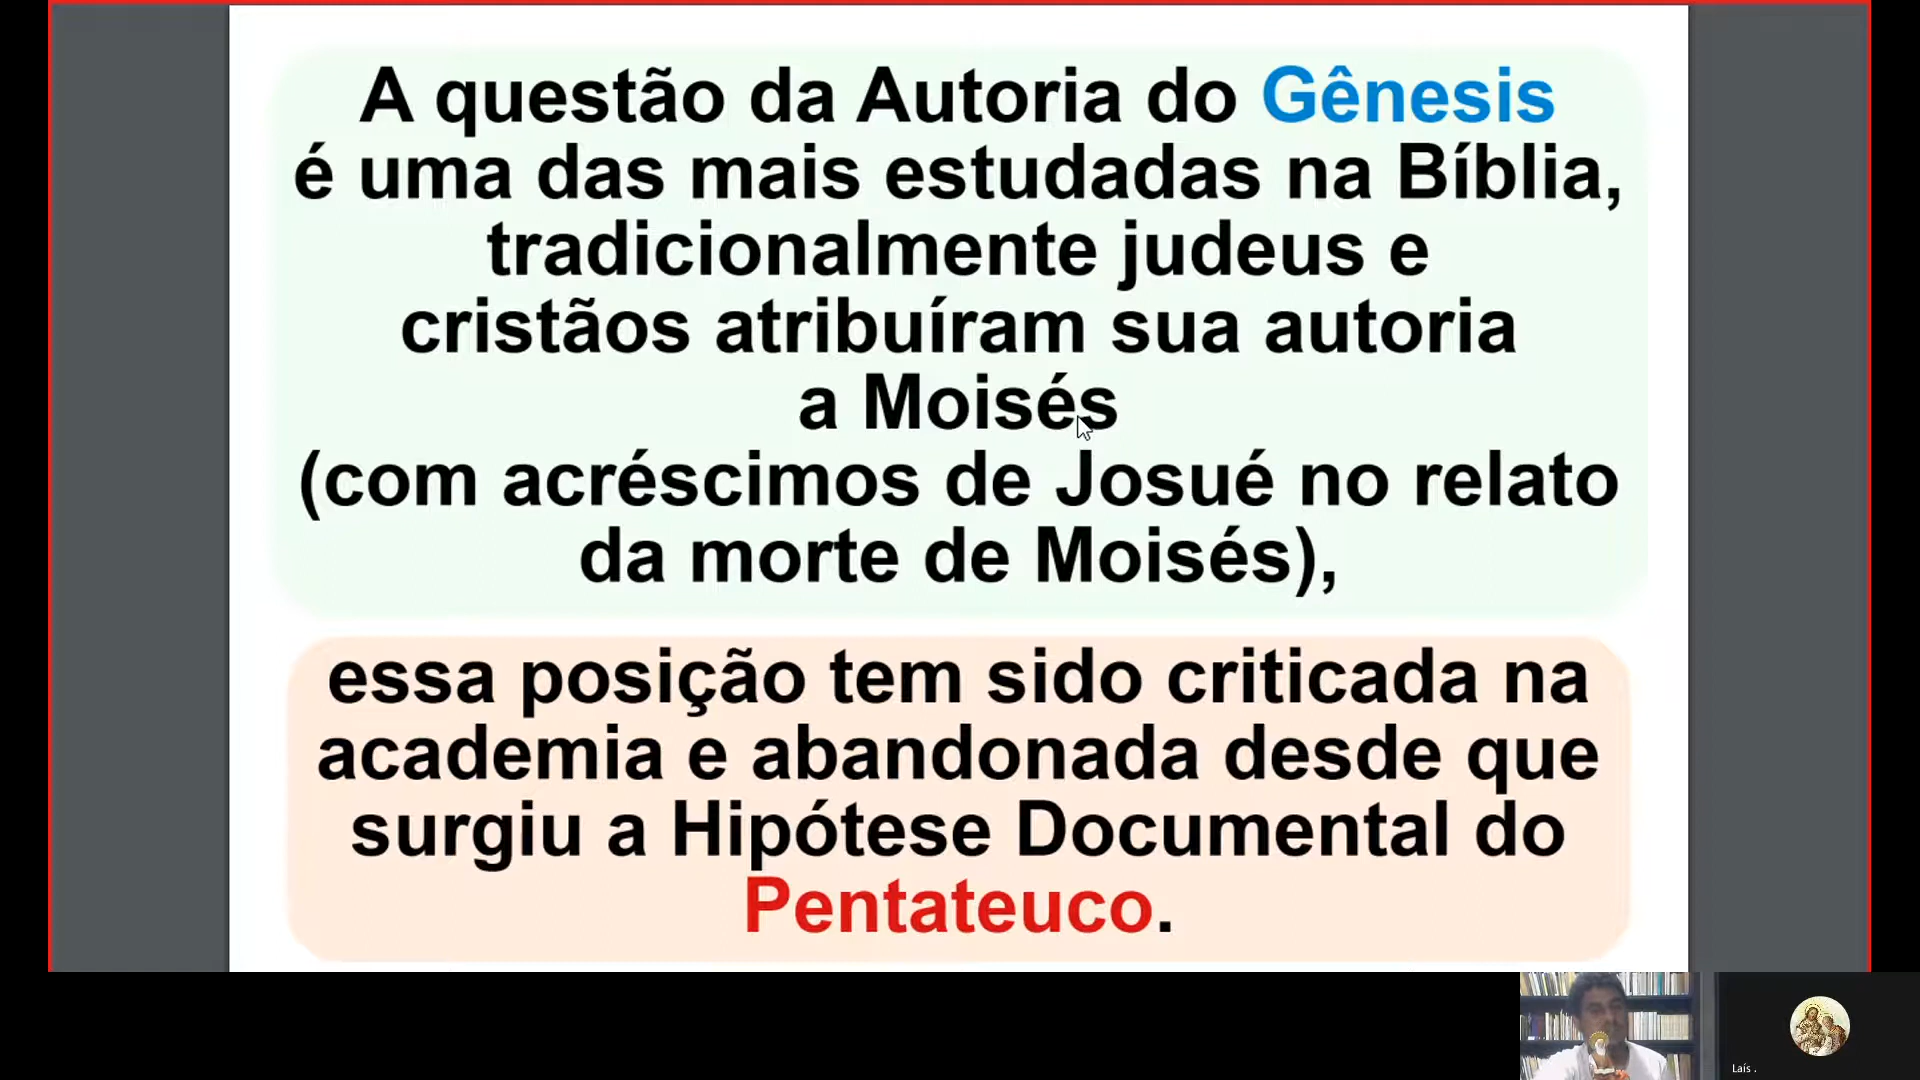 A questão da Autoria do Gênesis
é uma das mais estudadas na Bíblia,
tradicionalmente judeus e
cristãos atribuíram sua autoria
a Moisés
(com acréscimos de Josué no relato
da morte de Moisés),
essa posição tem sido criticada na
academia e abandonada desde que
surgiu a Hipótese Documental do
Pentateuco.
Laís .